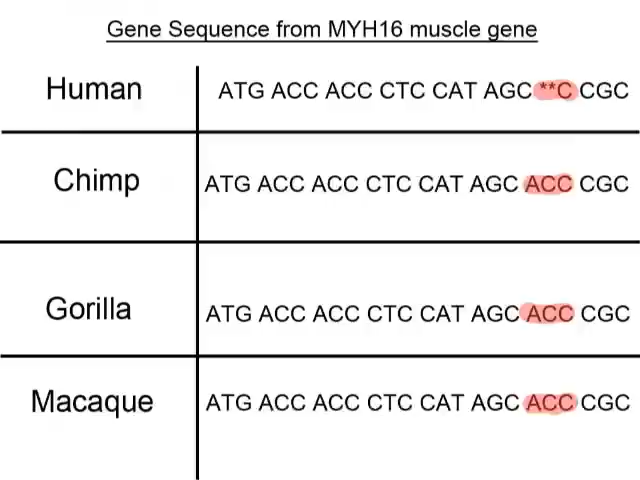 Gene Sequence from MYH16 muscle gene
Human ATG ACC ACC CTC CAT AGC **C CGC
Chimp ATG ACC ACC CTC CAT AGC ACC CGC
Gorilla ATG ACC ACC CTC CAT AGC ACC CGC
Macaque ATG ACC ACC CTC CAT AGC ACC CGC